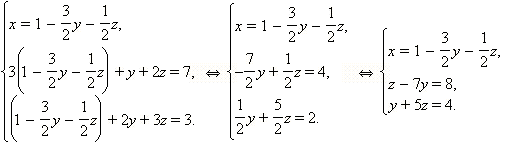 x = 1 − 3/2 y − 1/2 z,
3(1 − 3/2 y − 1/2 z) + y + 2z = 7,
(1 − 3/2 y − 1/2 z) + 2y + 3z = 3.
⇔
x = 1 − 3/2 y − 1/2 z,
−7/2 y + 1/2 z = 4,
1/2 y + 5/2 z = 2.
⇔
x = 1 − 3/2 y − 1/2 z,
z − 7y = 8,
y + 5z = 4.